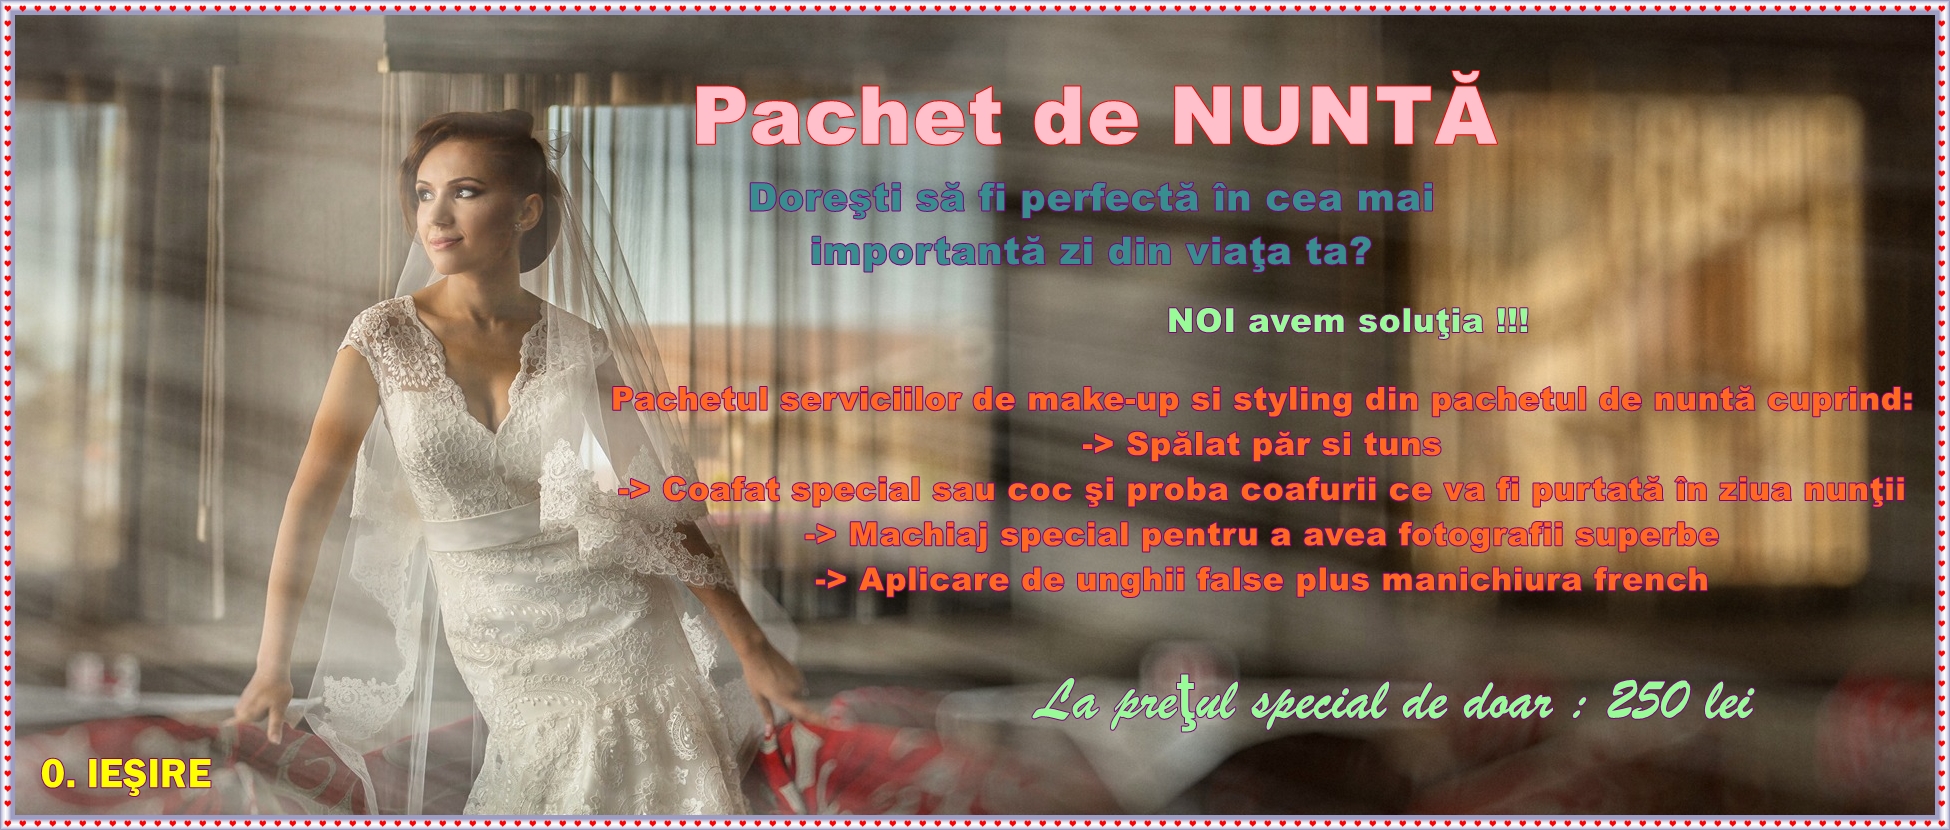 Pachet de NUNTĂ
Doreşti să fi perfectă în cea mai
importantă zi din viaţa ta?
NOI avem soluţia !!!
Pachetul serviciilor de make-up si styling din pachetul de nuntă cuprind:
-> Spălat păr si tuns
-> Coafat special sau coc şi proba coafurii ce va fi purtată în ziua nunţii
-> Machiaj special pentru a avea fotografii superbe
-> Aplicare de unghii false plus manichiura french
La preţul special de doar : 250 lei
0. IEŞIRE